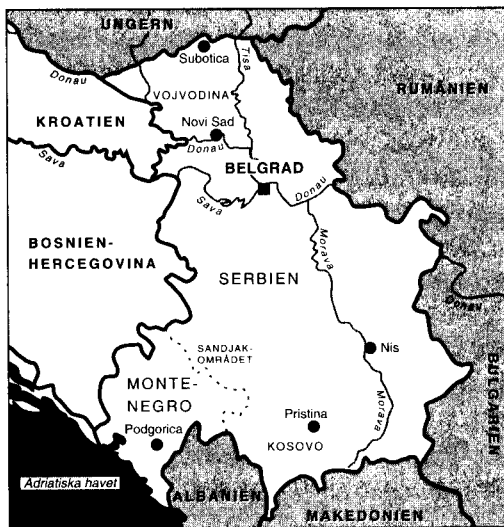 UNGERN
Subotica
Tisa
Donau
VOJVODINA
RUMÄNIEN
KROATIEN
Novi Sad
Donau
Sava
BELGRAD
Donau
Sava
BOSNIEN-
HERCEGOVINA
Morava
SERBIEN
Donau
SANDJAK-
OMRÅDET
Nis
BULGARIEN
MONTE-
NEGRO
Morava
Pristina
Podgorica
KOSOVO
Adriatiska havet
ALBANIEN
MAKEDONIEN